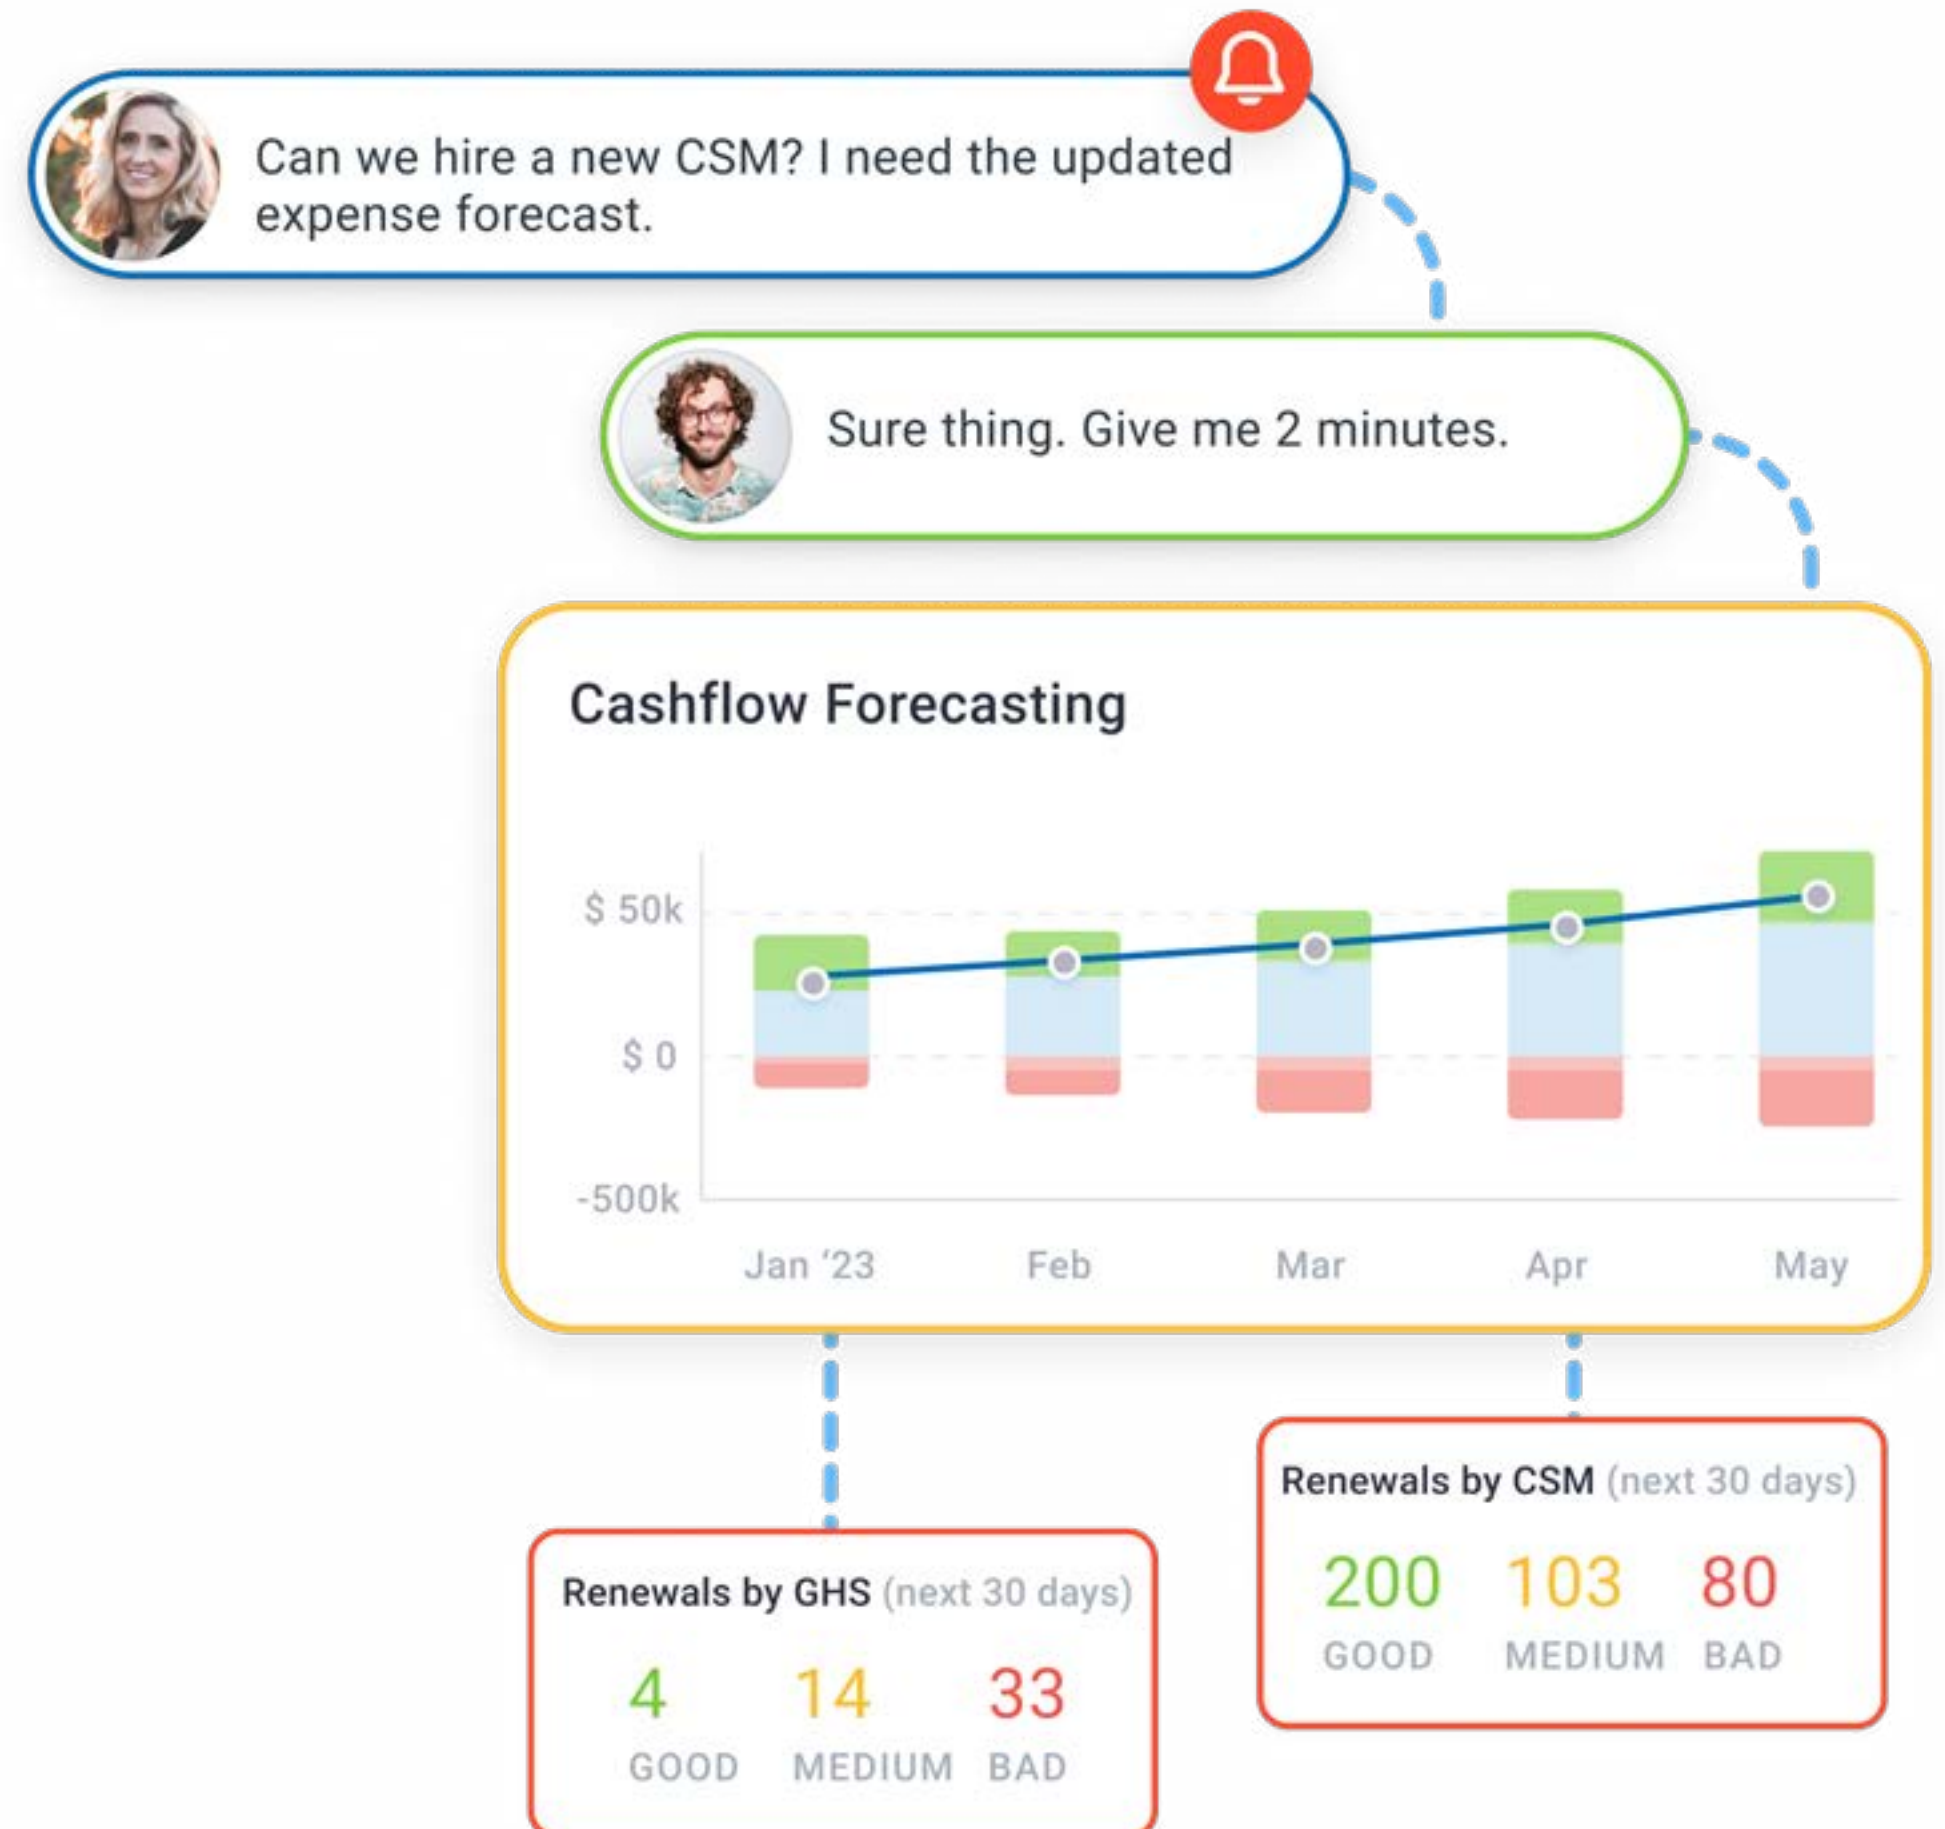 Can we hire a new CSM? I need the updated
expense forecast.
Sure thing. Give me 2 minutes.
Cashflow Forecasting
$ 50k
$ 0
-500k
Jan ‘23 Feb Mar Apr May
Renewals by CSM (next 30 days)
200 103 80
GOOD MEDIUM BAD
Renewals by GHS (next 30 days)
4 14 33
GOOD MEDIUM BAD